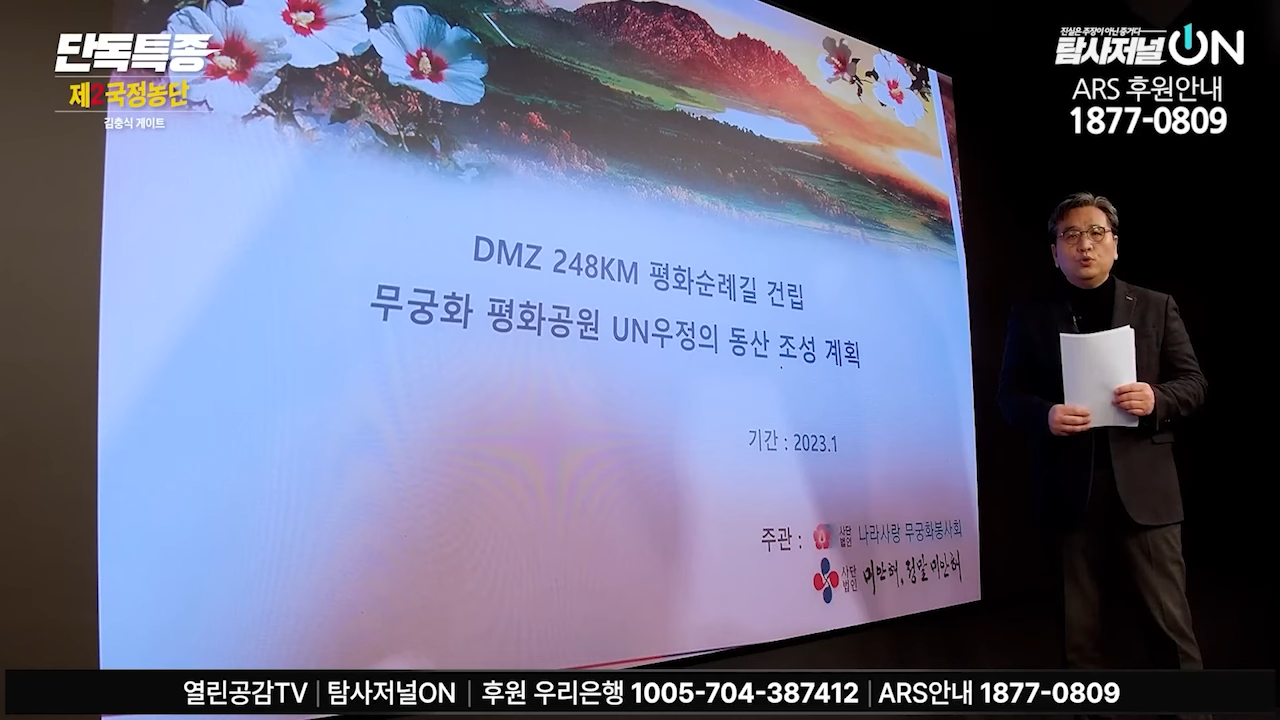 단독특종
제2국정농단
김충식 게이트
진실은 주장이 아닌 증거다
탐사저널ON
ARS 후원안내
1877-0809
DMZ 248KM 평화순례길 건립
무궁화 평화공원 UN우정의 동산 조성 계획
기간 : 2023.1
주관 : 사단법인 나라사랑 무궁화봉사회
사단법인 미안해, 정말 미안해
열린공감TV | 탐사저널ON | 후원 우리은행 1005-704-387412 | ARS안내 1877-0809